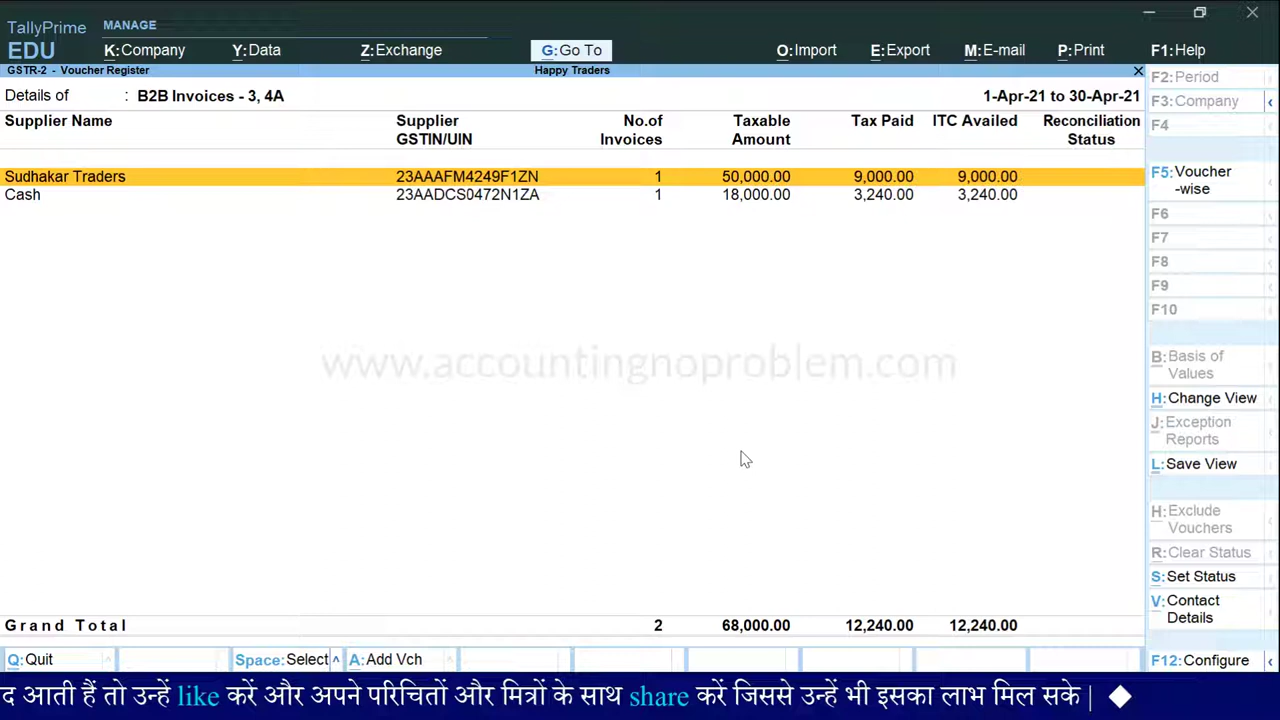 TallyPrime MANAGE
EDU K:Company Y:Data Z:Exchange G:Go To O:Import E:Export M:E-mail P:Print F1:Help
GSTR-2 - Voucher Register Happy Traders
Details of : B2B Invoices - 3, 4A 1-Apr-21 to 30-Apr-21
Supplier Name Supplier No.of Taxable Tax Paid ITC Availed Reconciliation
GSTIN/UIN Invoices Amount Status
Sudhakar Traders 23AAAFM4249F1ZN 1 50,000.00 9,000.00 9,000.00
Cash 23AADCS0472N1ZA 1 18,000.00 3,240.00 3,240.00
www.accountingnoproblem.com
Grand Total 2 68,000.00 12,240.00 12,240.00
Q:Quit Space:Select A:Add Vch
F2:Period
F3:Company
F4
F5:Voucher
-wise
F6
F7
F8
F9
F10
B:Basis of
Values
H:Change View
J:Exception
Reports
L:Save View
H:Exclude
Vouchers
R:Clear Status
S:Set Status
V:Contact
Details
F12:Configure
द आती हैं तो उन्हें like करें और अपने परिचितों और मित्रों के साथ share करें जिससे उन्हें भी इसका लाभ मिल सके |